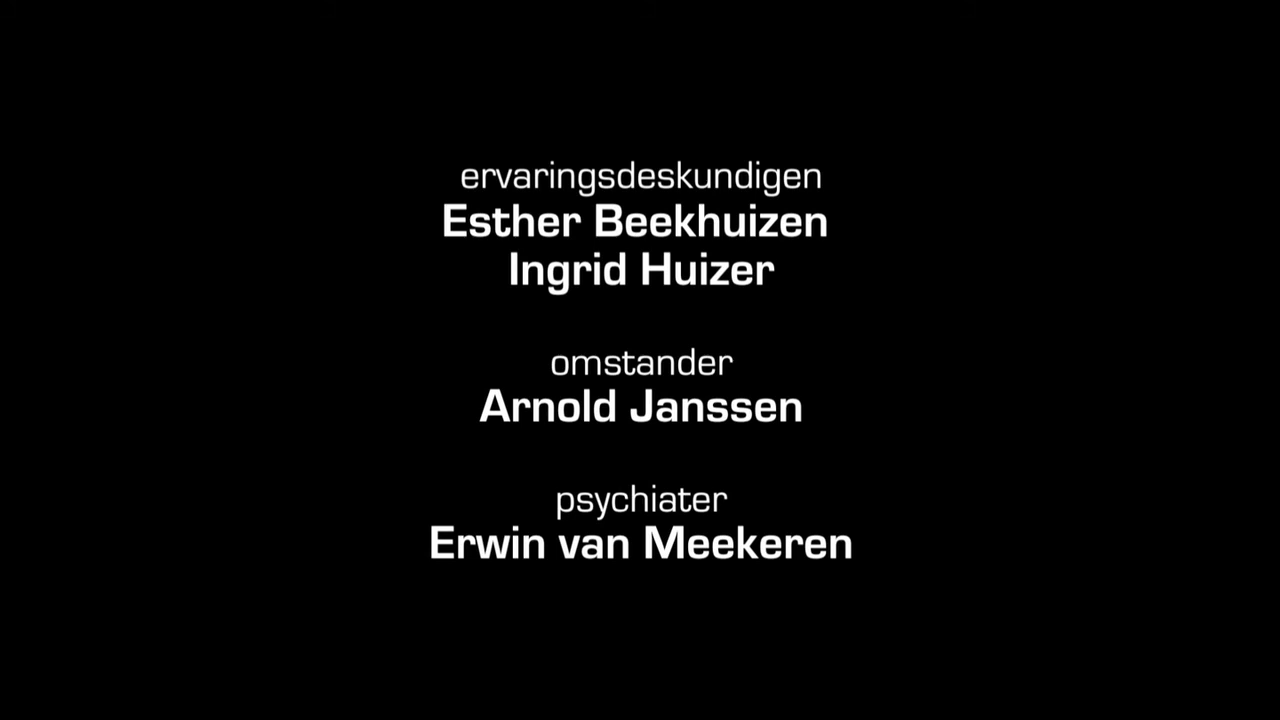 ervaringsdeskundigen
Esther Beekhuizen
Ingrid Huizer
omstander
Arnold Janssen
psychiater
Erwin van Meekeren